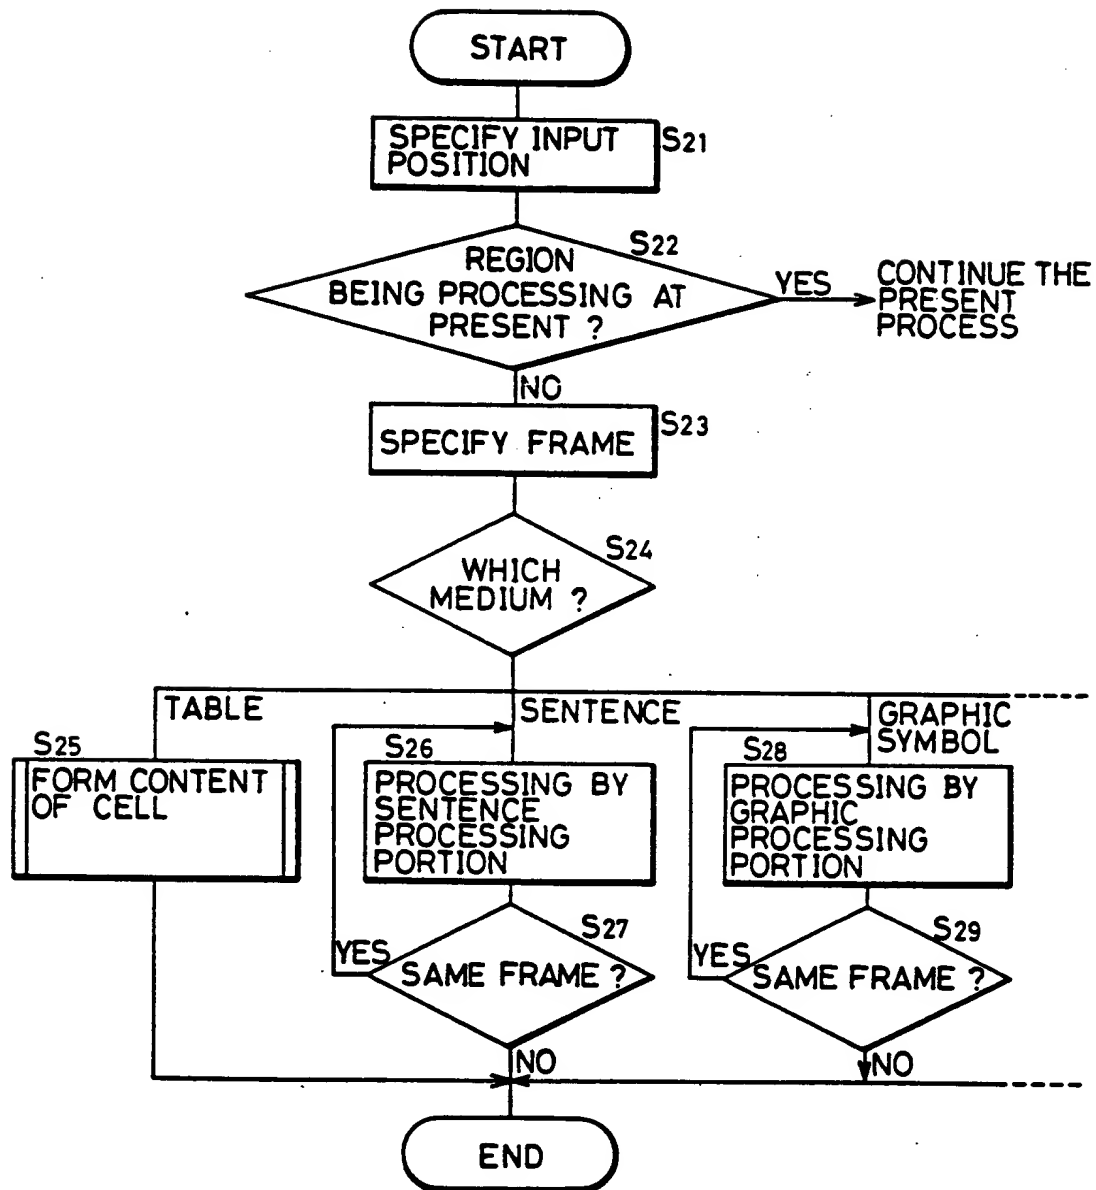 START
SPECIFY INPUT
POSITION
S21
S22
REGION
BEING PROCESSING AT
PRESENT ?
YES
CONTINUE THE
PRESENT
PROCESS
NO
S23
SPECIFY FRAME
S24
WHICH
MEDIUM ?
TABLE
SENTENCE
GRAPHIC
SYMBOL
S25
FORM CONTENT
OF CELL
S26
PROCESSING BY
SENTENCE
PROCESSING
PORTION
S28
PROCESSING BY
GRAPHIC
PROCESSING
PORTION
S27
YES
SAME FRAME ?
NO
S29
YES
SAME FRAME ?
NO
END